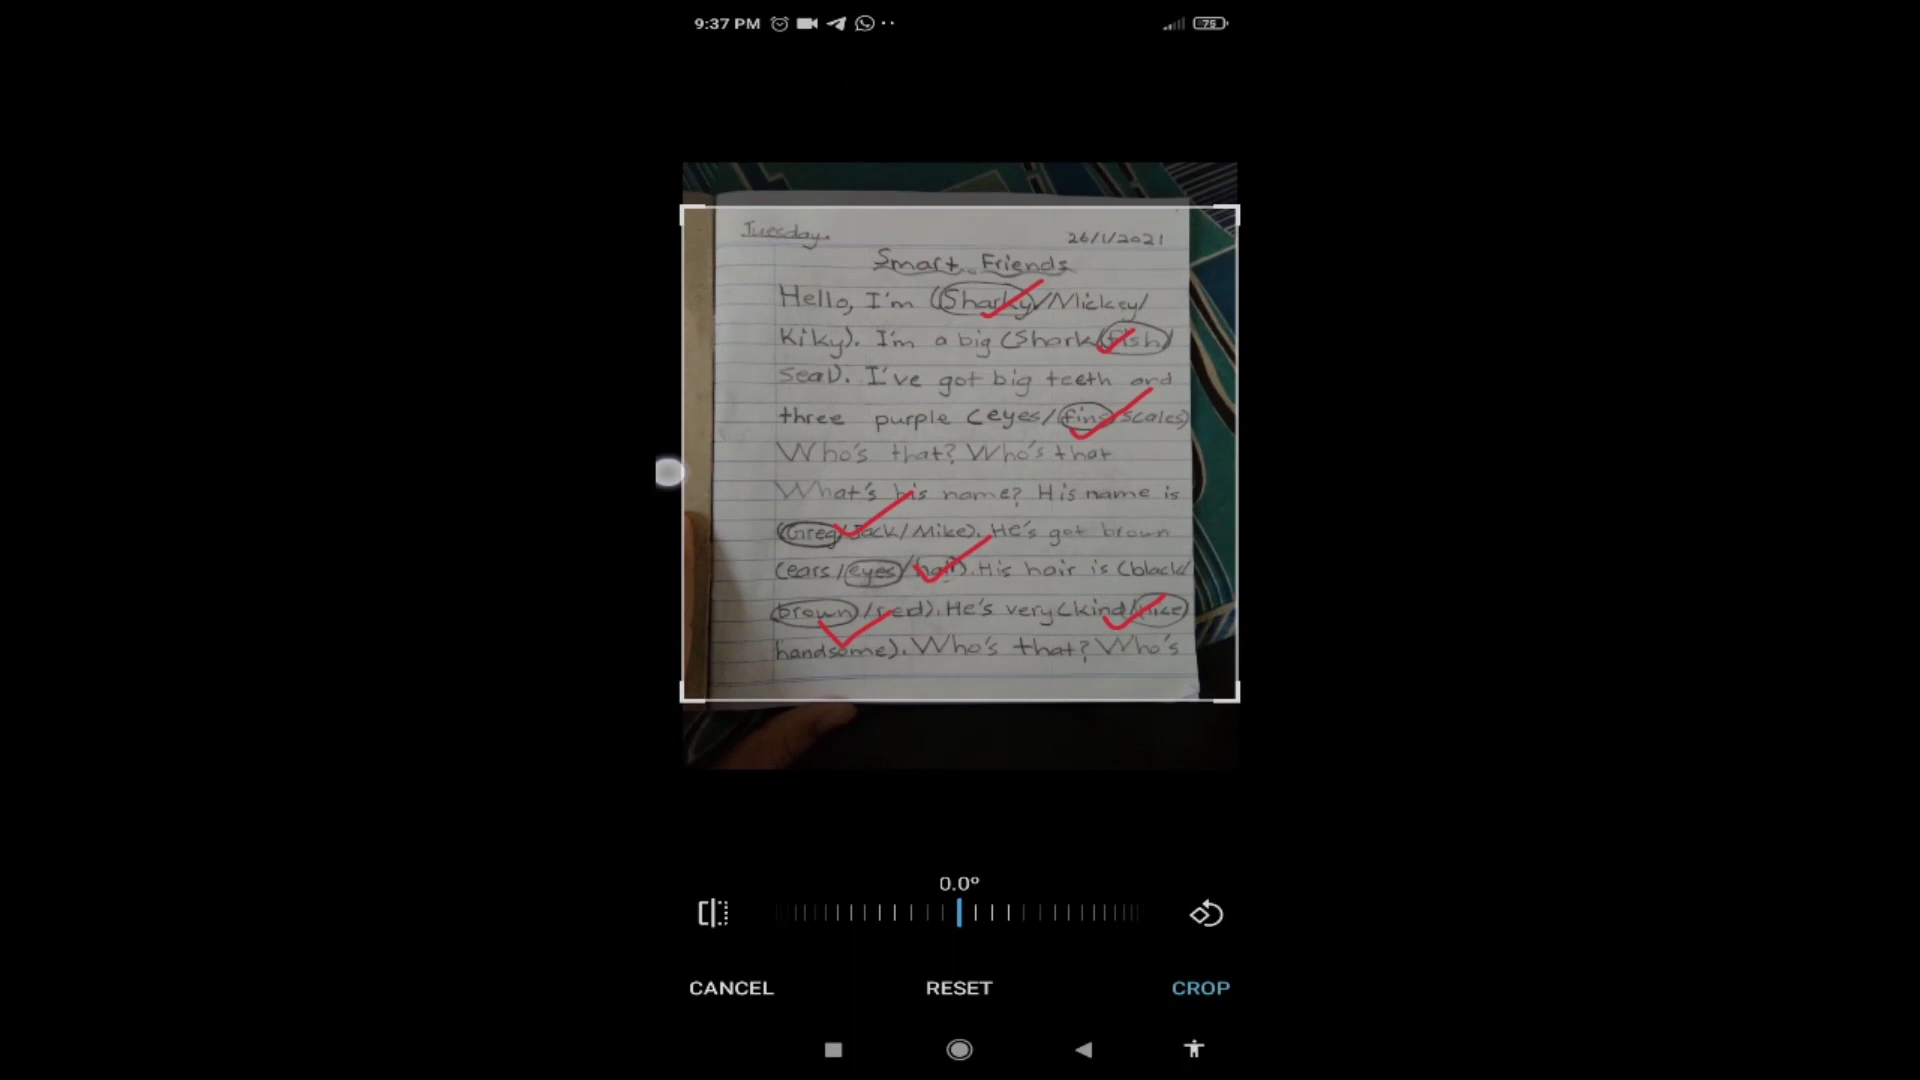 9:37 PM
75
Tuesday.
26/1/2021
Smart Friends
Hello, I'm (Sharky/Mickey/
Kiky). I'm a big (Shark/fish/
seal). I've got big teeth and
three purple (eyes/fins/scales)
Who's that? Who's that
What's his name? His name is
(Greg/Jack/Mike). He's got brown
(ears/eyes/hair). His hair is (black/
brown/red). He's very (kind/nice/
handsome). Who's that? Who's
0.0°
CANCEL
RESET
CROP